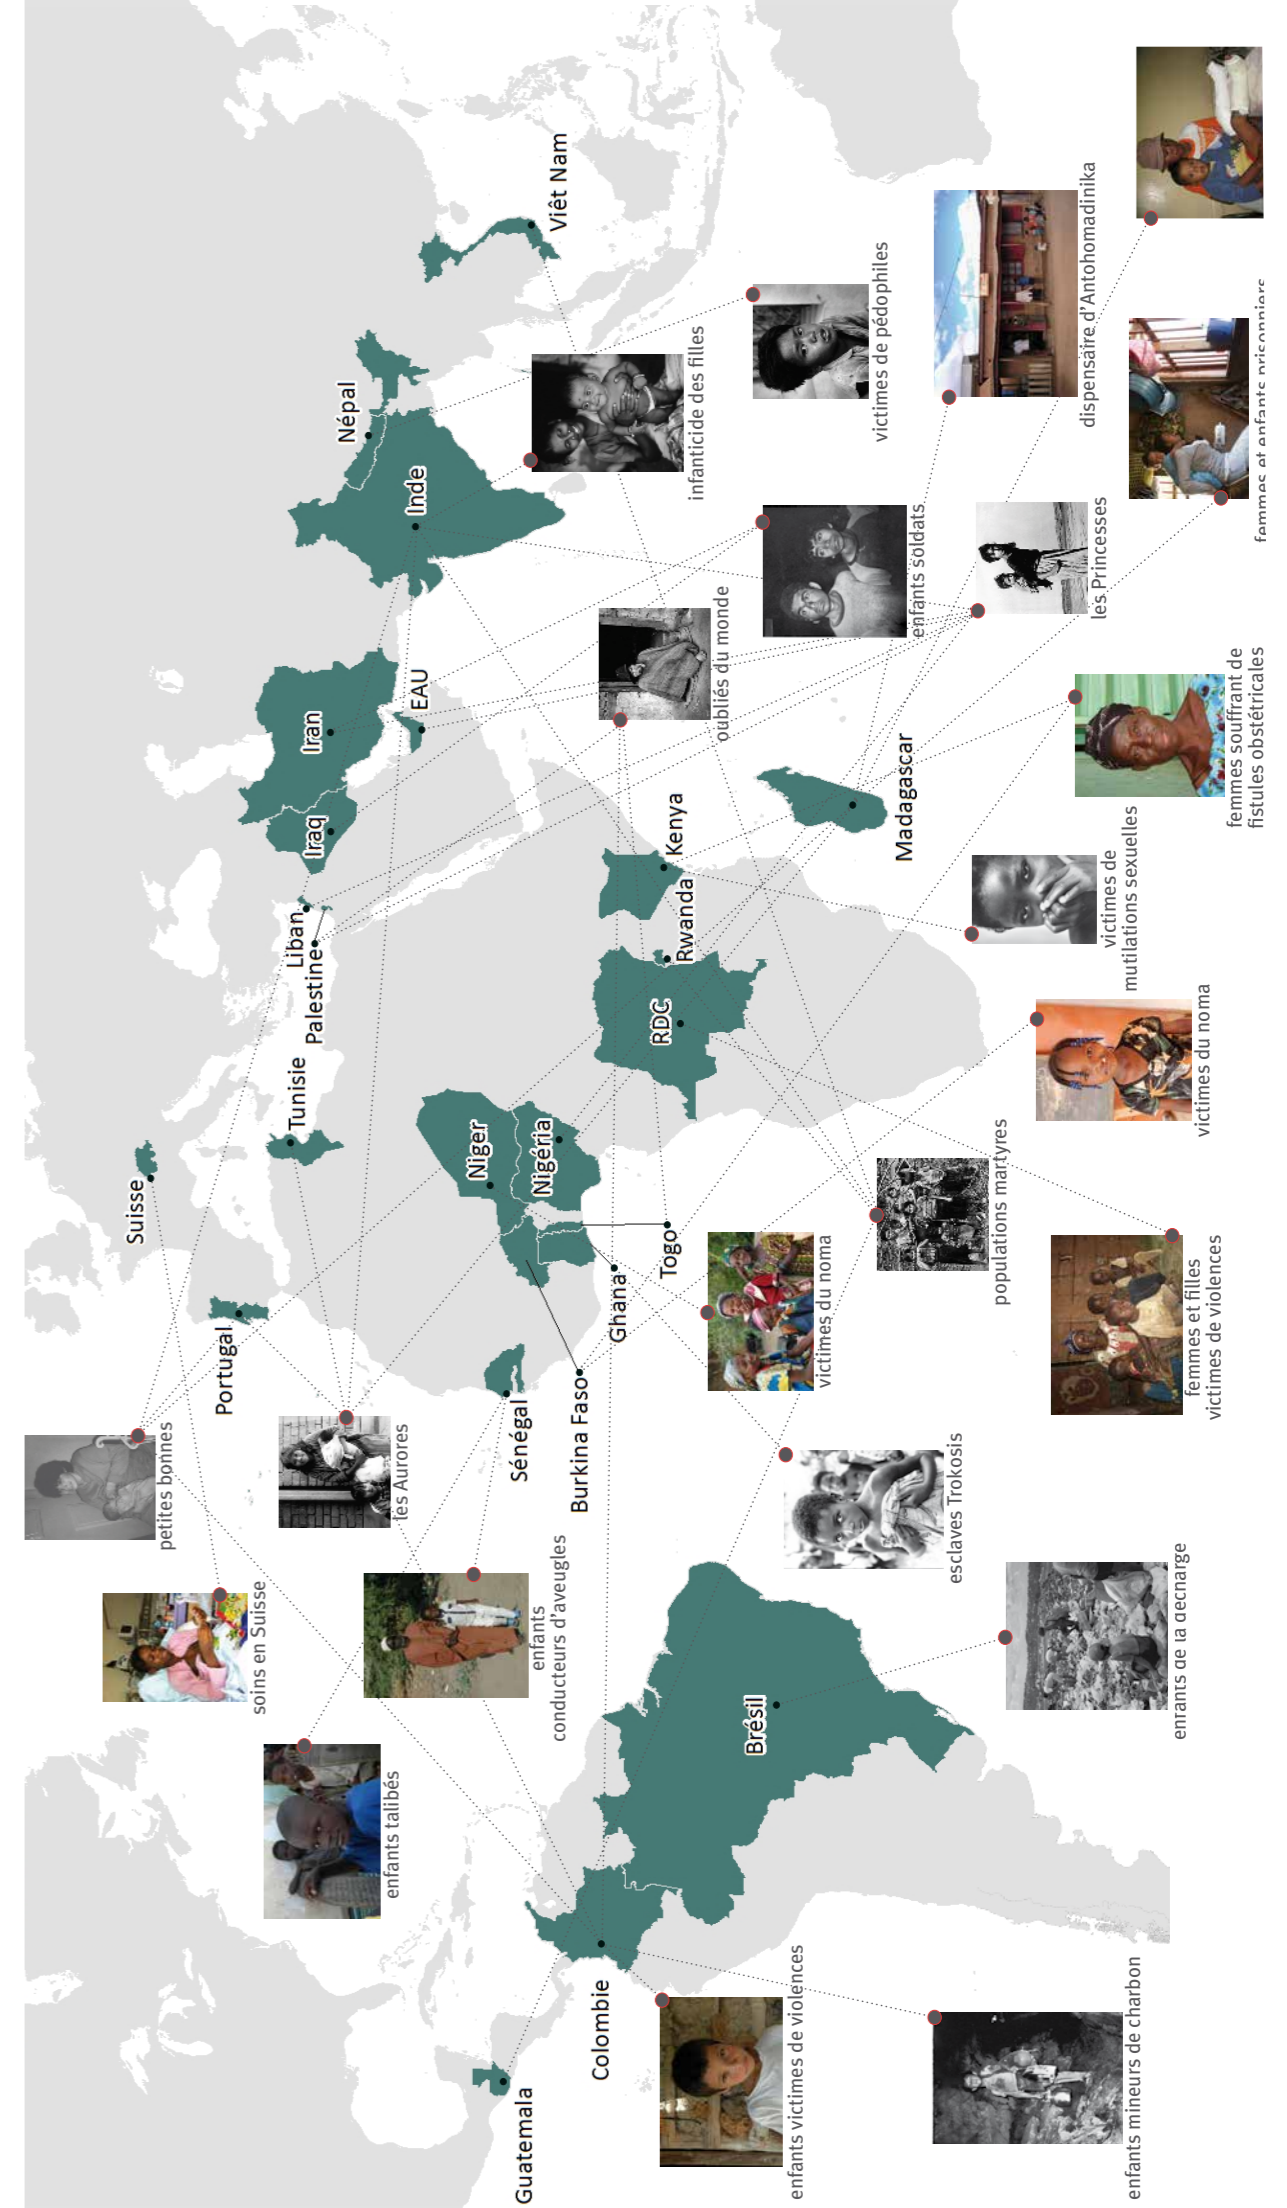 petites bonnes
soins en Suisse
enfants talibés
les Aurores
enfants
conducteurs d'aveugles
Suisse
Portugal
Tunisie
Liban
Palestine
Iraq
Iran
EAU
Népal
Inde
Viêt Nam
Guatemala
Colombie
Brésil
Sénégal
Burkina Faso
Ghana
Togo
Niger
Nigéria
RDC
Rwanda
Kenya
Madagascar
oubliés du monde
infanticide des filles
victimes de pédophiles
enfants soldats
les Princesses
dispensaire d'Antohomadinika
femmes et enfants prisonniers
femmes souffrant de
fistules obstétricales
victimes de
mutilations sexuelles
victimes du noma
populations martyres
victimes du noma
femmes et filles
victimes de violences
esclaves Trokosis
enfants de la décharge
enfants victimes de violences
enfants mineurs de charbon